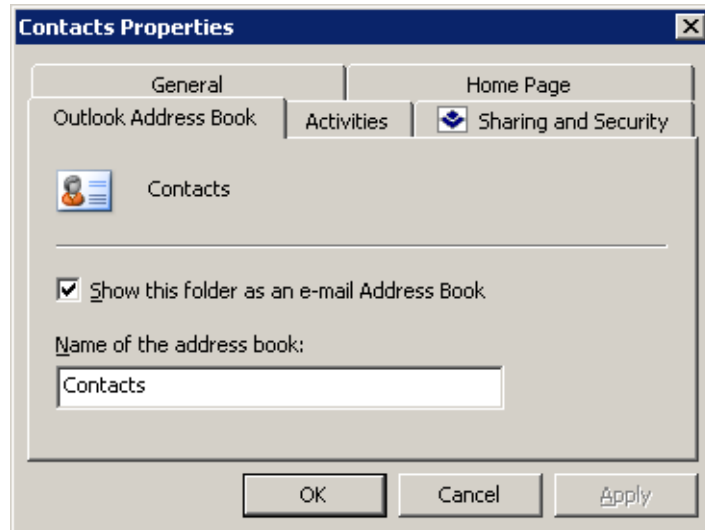 Contacts Properties
General Home Page
Outlook Address Book Activities Sharing and Security
Contacts
Show this folder as an e-mail Address Book
Name of the address book:
Contacts
OK Cancel Apply